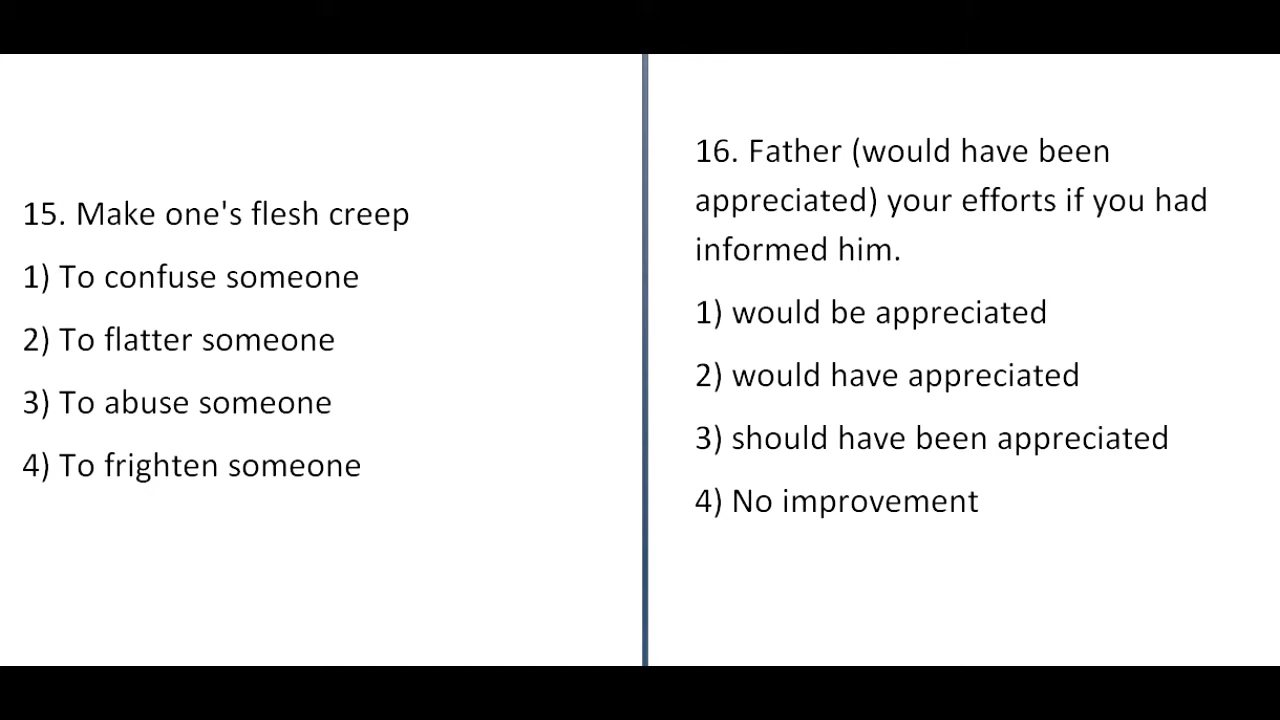 15. Make one's flesh creep
1) To confuse someone
2) To flatter someone
3) To abuse someone
4) To frighten someone
16. Father (would have been
appreciated) your efforts if you had
informed him.
1) would be appreciated
2) would have appreciated
3) should have been appreciated
4) No improvement